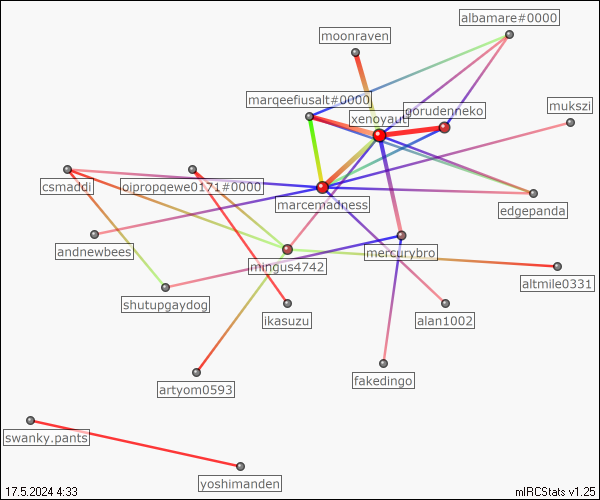 albamare#0000
moonraven
marqeefiusalt#0000
gorudenneko
mukszi
xenoyaut
csmaddi
oipropqewe0171#0000
marcemadness
edgepanda
andnewbees
mercurybro
mingus4742
altmile0331
shutupgaydog
ikasuzu
alan1002
artyom0593
fakedingo
swanky.pants
yoshimanden
17.5.2024 4:33
mIRCStats v1.25